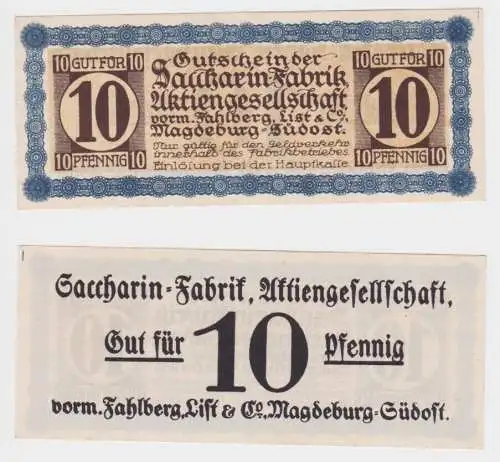 10 GUT FÜR 10
10
10 PFENNIG 10
Gutschein der
Saccharin-Fabrik
Aktiengesellschaft
vorm. Fahlberg, List & Co.
Magdeburg-Südost.
Nur gültig für den Geldverkehr
innerhalb des Fabrikbetriebes
Einlösung bei der Hauptkasse
10 GUT FÜR 10
10
10 PFENNIG 10
Saccharin-Fabrik, Aktiengesellschaft,
Gut für 10 Pfennig
vorm. Fahlberg, List & Co., Magdeburg-Südost.